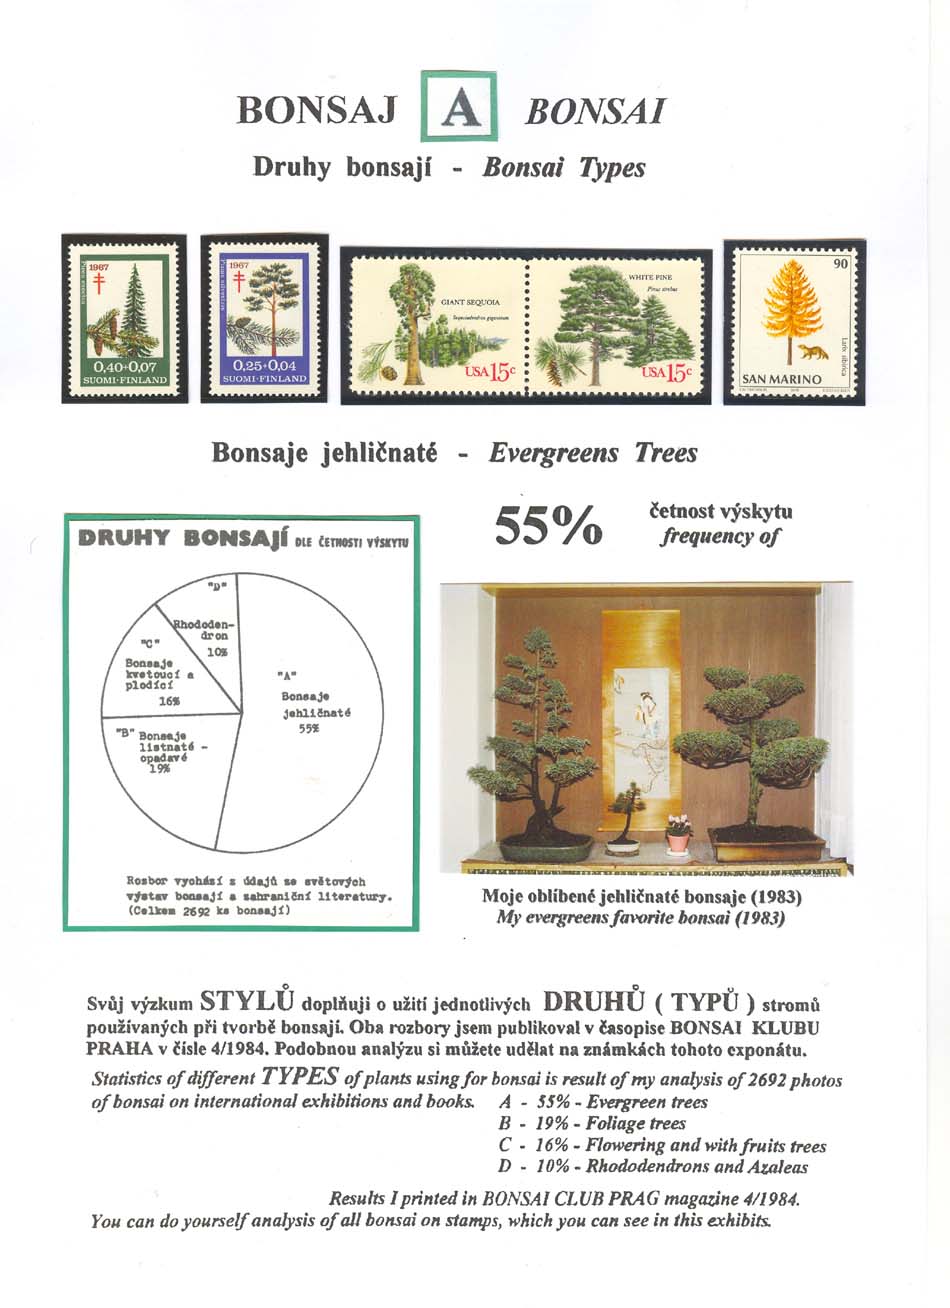 BONSAJ A BONSAI
Druhy bonsají - Bonsai Types
1967
0,40+0,07
SUOMI·FINLAND
1967
0,25+0,04
SUOMI·FINLAND
GIANT SEQUOIA
Sequoiadendron giganteum
USA 15c
WHITE PINE
Pinus strobus
USA 15c
90
Larix sibirica
SAN MARINO
Bonsaje jehličnaté - Evergreens Trees
DRUHY BONSAJÍ DLE ČETNOSTI VÝSKYTU
"D"
Rhododen-
dron
10%
"C"
Bonsaje
kvetoucí a
plodící
16%
"A"
Bonsaje
jehličnaté
55%
"B" Bonsaje
listnaté -
opadavé
19%
Rozbor vychází z údajů ze světových
výstav bonsají a zahraniční literatury.
(Celkem 2692 ks bonsají)
55%
četnost výskytu
frequency of
Moje oblíbené jehličnaté bonsaje (1983)
My evergreens favorite bonsai (1983)
Svůj výzkum STYLŮ doplňuji o užití jednotlivých DRUHŮ ( TYPŮ ) stromů
používaných při tvorbě bonsají. Oba rozbory jsem publikoval v časopise BONSAI KLUBU
PRAHA v čísle 4/1984. Podobnou analýzu si můžete udělat na známkách tohoto exponátu.
Statistics of different TYPES of plants using for bonsai is result of my analysis of 2692 photos
of bonsai on international exhibitions and books. A - 55% - Evergreen trees
B - 19% - Foliage trees
C - 16% - Flowering and with fruits trees
D - 10% - Rhododendrons and Azaleas
Results I printed in BONSAI CLUB PRAG magazine 4/1984.
You can do yourself analysis of all bonsai on stamps, which you can see in this exhibits.